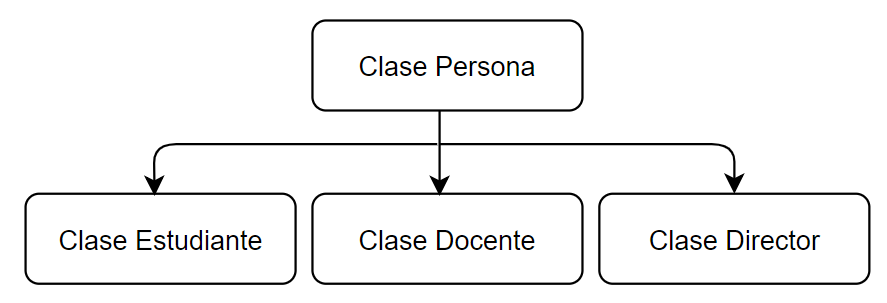 Clase Persona
Clase Estudiante
Clase Docente
Clase Director